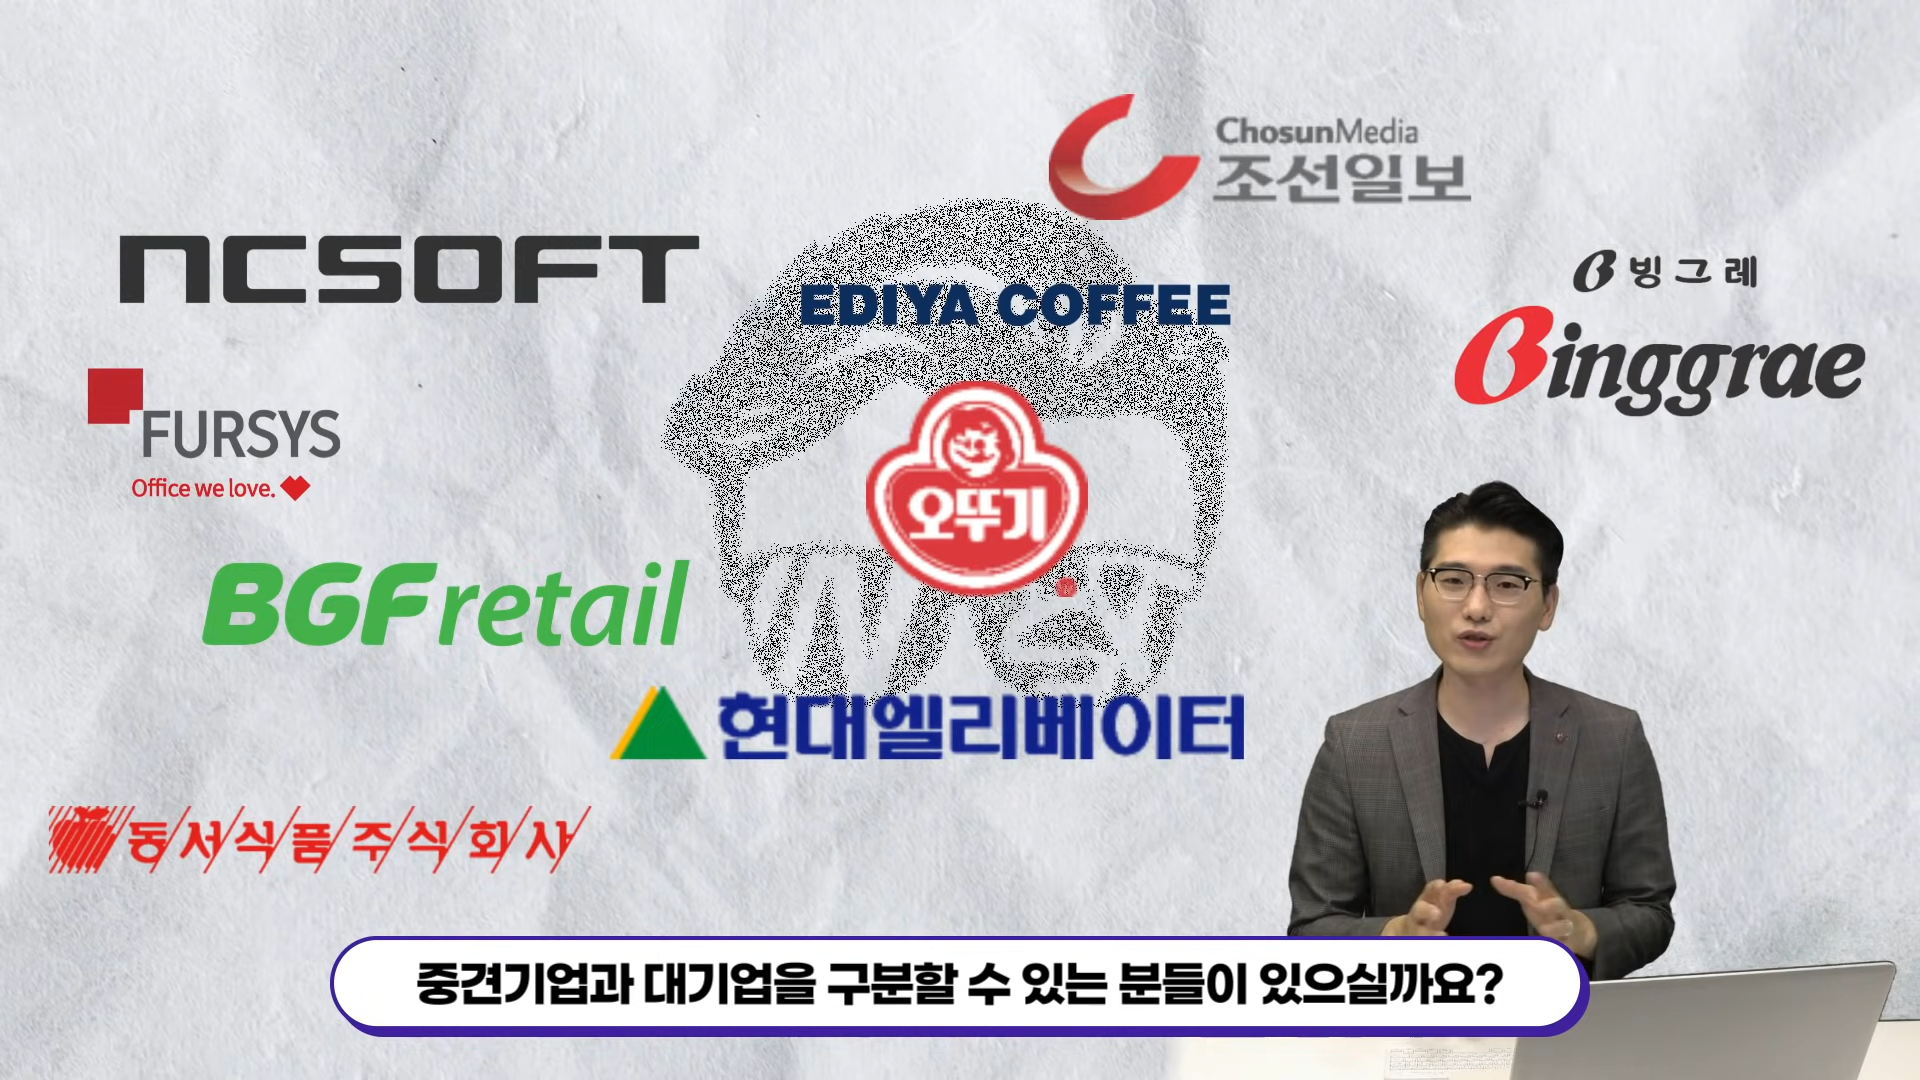 ChosunMedia
조선일보
NCSOFT
EDIYA COFFEE
빙그레
Binggrae
FURSYS
Office we love.
오뚜기
BGFretail
현대엘리베이터
동서식품주식회사
중견기업과 대기업을 구분할 수 있는 분들이 있으실까요?